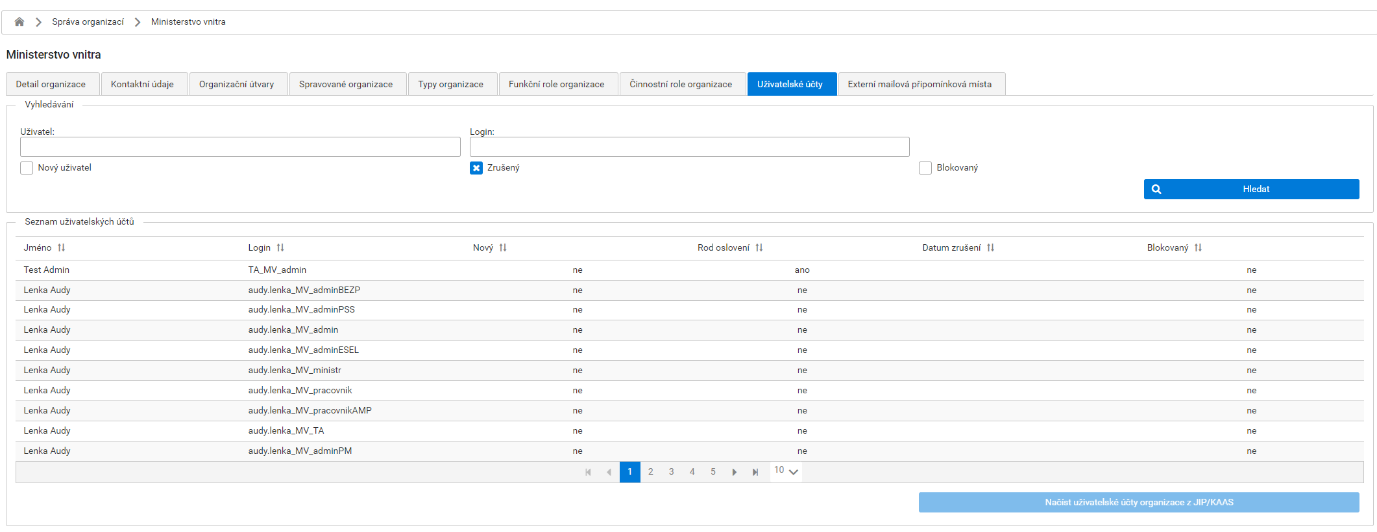 Správa organizací Ministerstvo vnitra
Ministerstvo vnitra
Detail organizace Kontaktní údaje Organizační útvary Spravované organizace Typy organizace Funkční role organizace Činnostní role organizace Uživatelské účty Externí mailová připomínková místa
Vyhledávání
Uživatel: Login:
Nový uživatel Zrušený Blokovaný
Hledat
Seznam uživatelských účtů
Jméno Login Nový Rod oslovení Datum zrušení Blokovaný
Test Admin TA_MV_admin ne ano ne
Lenka Audy audy.lenka_MV_adminBEZP ne ne ne
Lenka Audy audy.lenka_MV_adminPSS ne ne ne
Lenka Audy audy.lenka_MV_admin ne ne ne
Lenka Audy audy.lenka_MV_adminESEL ne ne ne
Lenka Audy audy.lenka_MV_ministr ne ne ne
Lenka Audy audy.lenka_MV_pracovnik ne ne ne
Lenka Audy audy.lenka_MV_pracovnikAMP ne ne ne
Lenka Audy audy.lenka_MV_TA ne ne ne
Lenka Audy audy.lenka_MV_adminPM ne ne ne
1 2 3 4 5 10
Načíst uživatelské účty organizace z JIP/KAAS